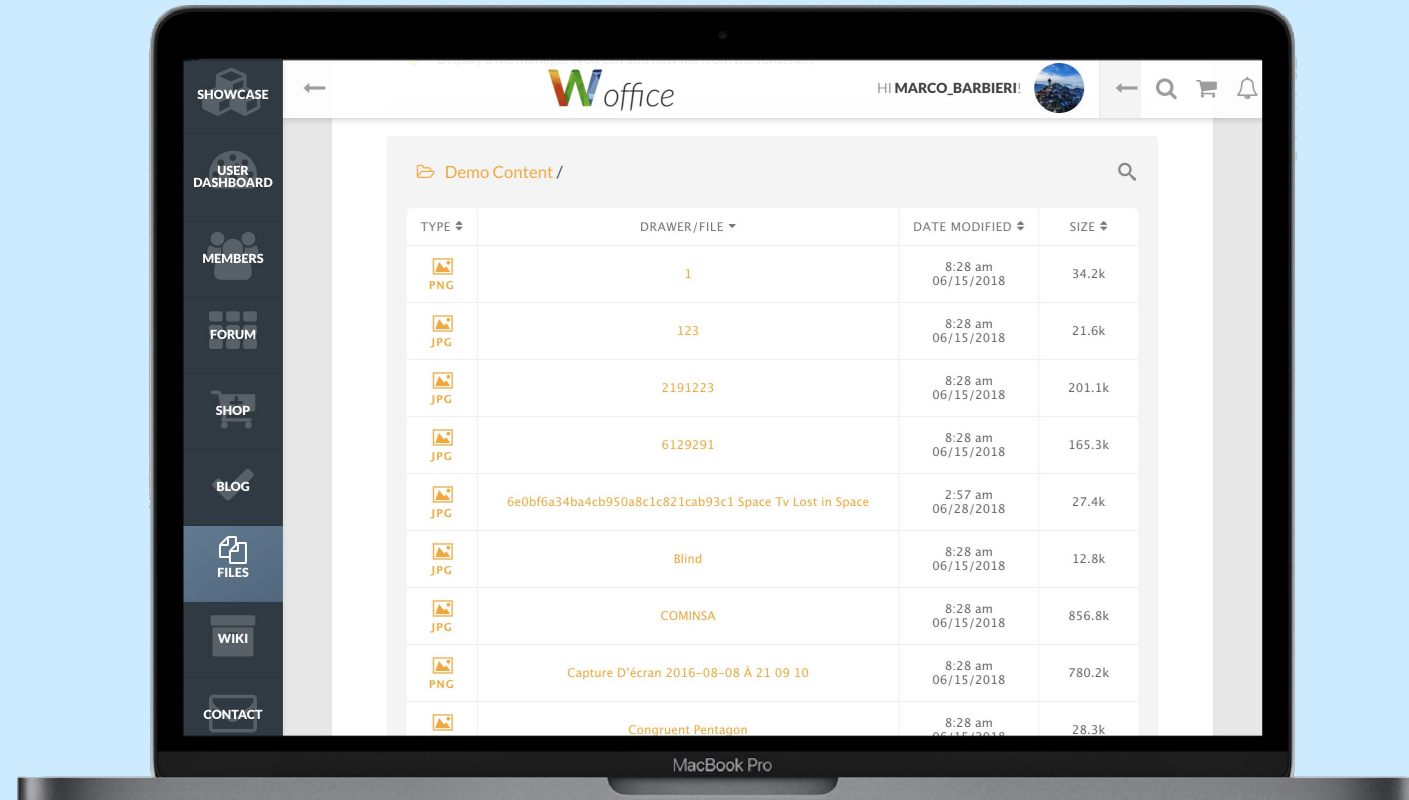 SHOWCASE
Woffice
HI MARCO_BARBIERI!
USER
DASHBOARD
MEMBERS
FORUM
SHOP
BLOG
FILES
WIKI
CONTACT
Demo Content /
TYPE DRAWER/FILE DATE MODIFIED SIZE
PNG 1 8:28 am 06/15/2018 34.2k
JPG 123 8:28 am 06/15/2018 21.6k
JPG 2191223 8:28 am 06/15/2018 201.1k
JPG 6129291 8:28 am 06/15/2018 165.3k
JPG 6e0bf6a34ba4cb950a8c1c821cab93c1 Space Tv Lost in Space 2:57 am 06/28/2018 27.4k
JPG Blind 8:28 am 06/15/2018 12.8k
JPG COMINSA 8:28 am 06/15/2018 856.8k
PNG Capture D'écran 2016-08-08 À 21 09 10 8:28 am 06/15/2018 780.2k
Congruent Pentagon 8:28 am 06/15/2018 28.3k
MacBook Pro